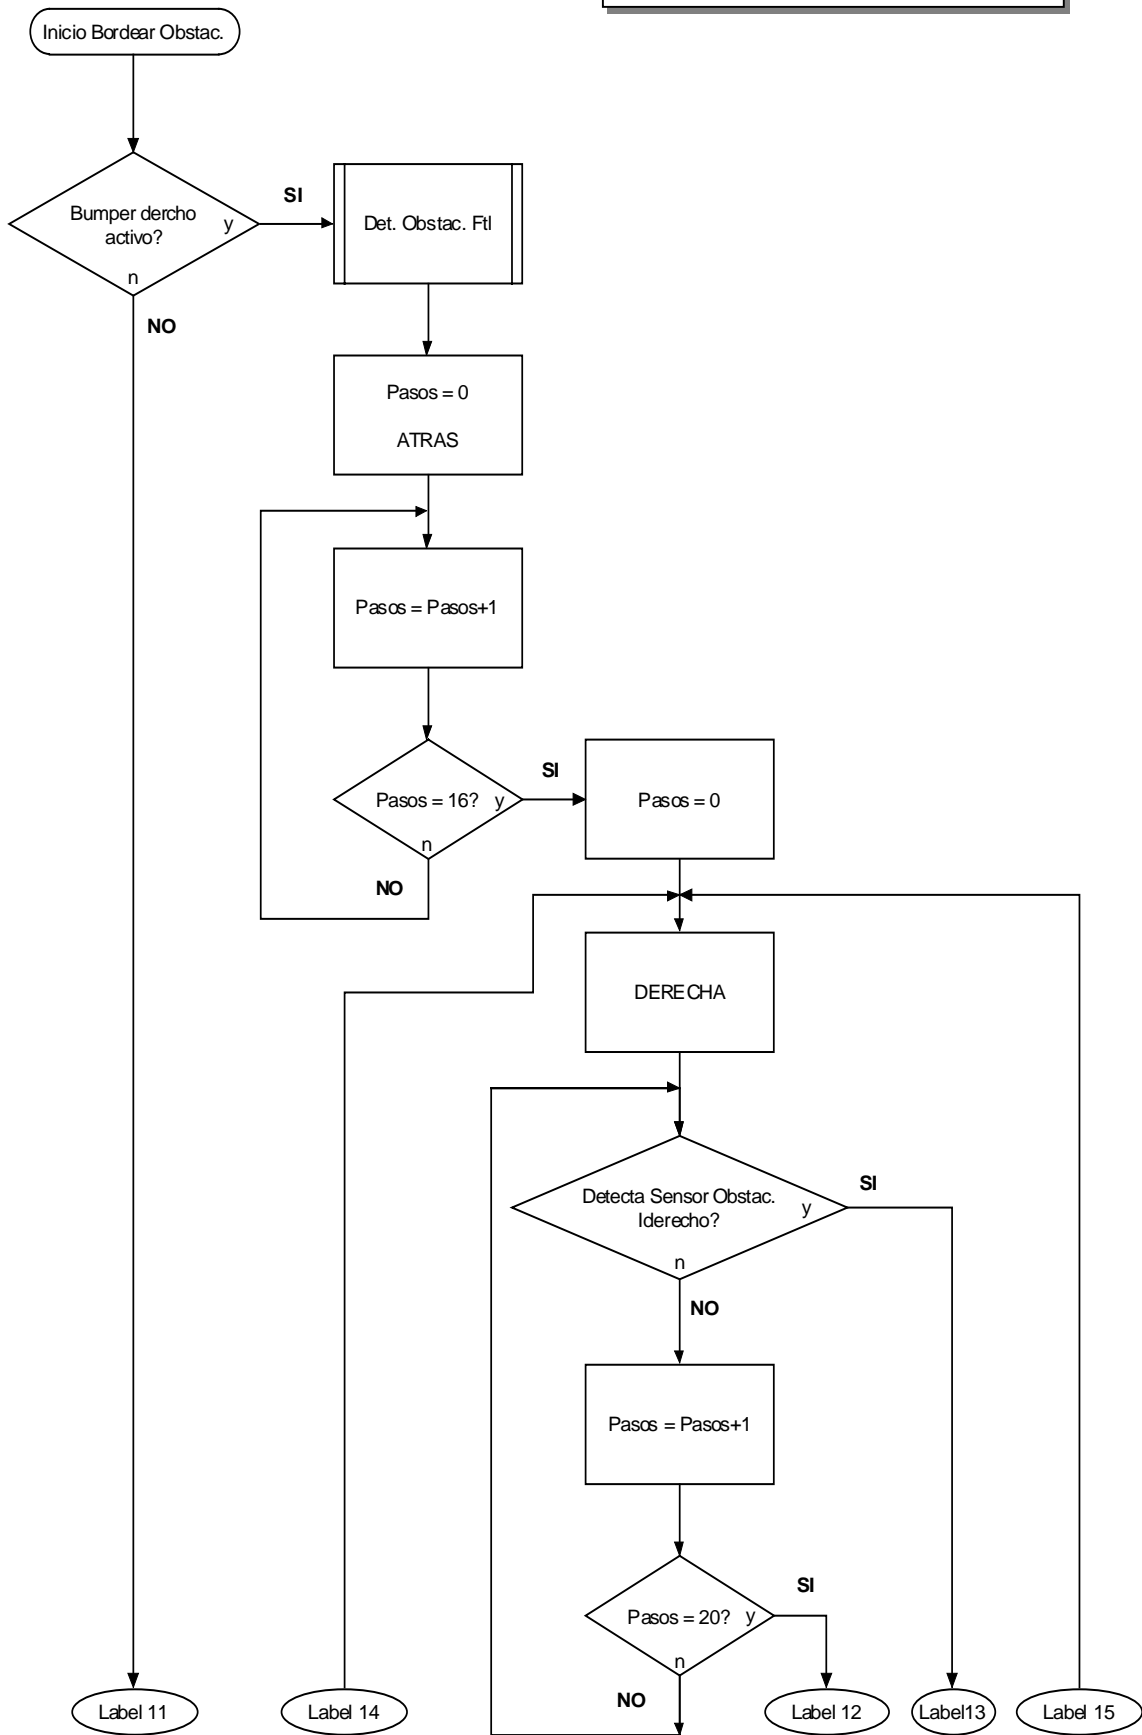 Inicio Bordear Obstac.
Bumper dercho
activo?
y
n
SI
NO
Det. Obstac. Ftl
Pasos = 0
ATRAS
Pasos = Pasos+1
Pasos = 16?
y
n
SI
NO
Pasos = 0
DERECHA
Detecta Sensor Obstac.
Iderecho?
y
n
SI
NO
Pasos = Pasos+1
Pasos = 20?
y
n
SI
NO
Label 11
Label 14
Label 12
Label13
Label 15